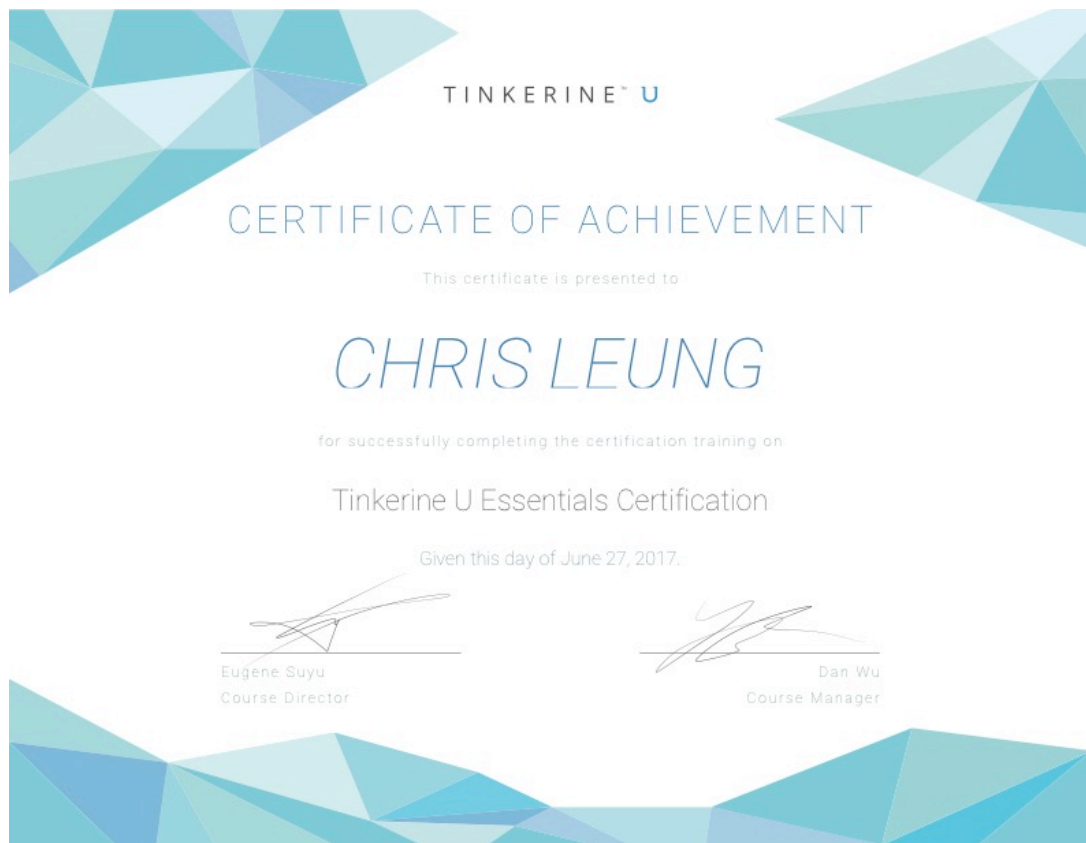 TINKERINE™ U
CERTIFICATE OF ACHIEVEMENT
This certificate is presented to
CHRIS LEUNG
for successfully completing the certification training on
Tinkerine U Essentials Certification
Given this day of June 27, 2017.
Eugene Suyu
Dan Wu
Course Director
Course Manager